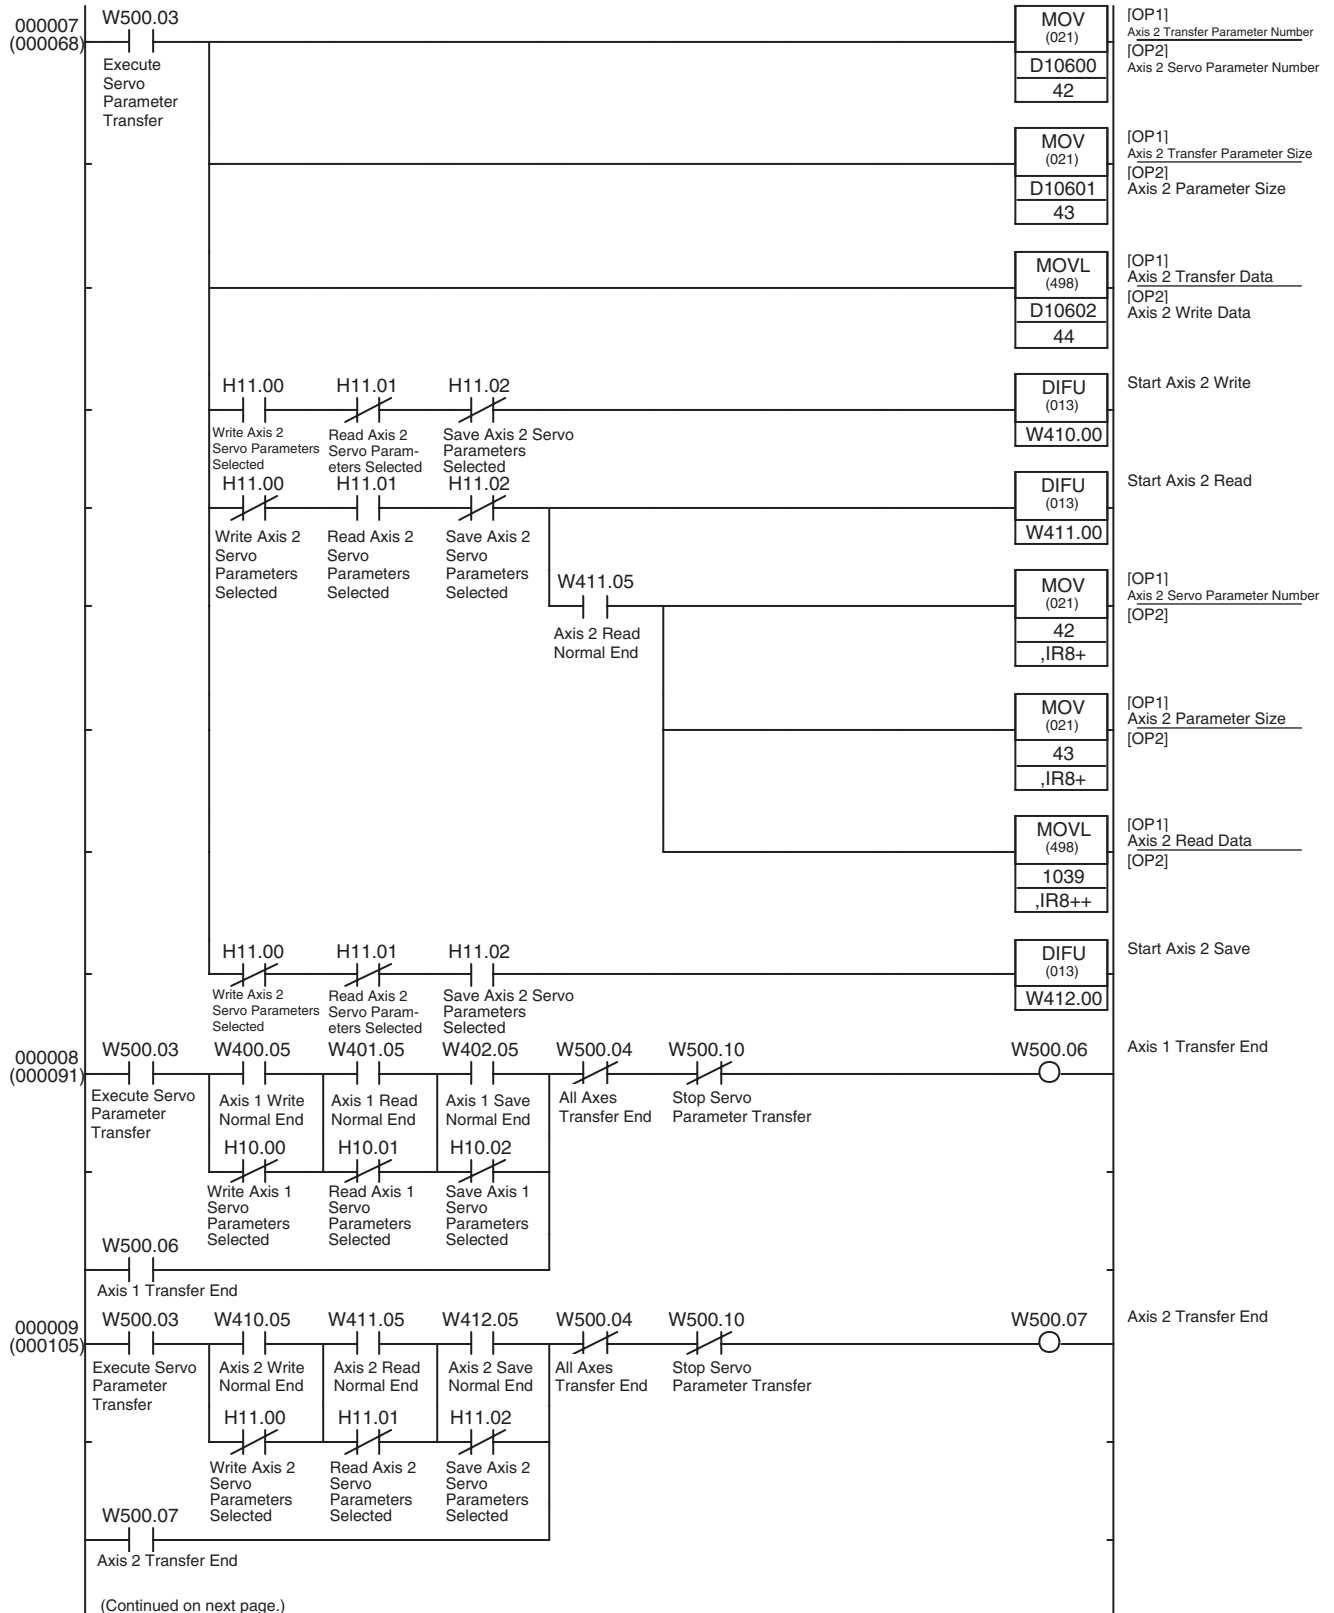 000007
(000068)
W500.03
Execute
Servo
Parameter
Transfer
MOV
(021)
D10600
42
[OP1]
Axis 2 Transfer Parameter Number
[OP2]
Axis 2 Servo Parameter Number
MOV
(021)
D10601
43
[OP1]
Axis 2 Transfer Parameter Size
[OP2]
Axis 2 Parameter Size
MOVL
(498)
D10602
44
[OP1]
Axis 2 Transfer Data
[OP2]
Axis 2 Write Data
H11.00
H11.01
H11.02
Write Axis 2
Servo Parameters
Selected
Read Axis 2
Servo Param-
eters Selected
Save Axis 2 Servo
Parameters
Selected
DIFU
(013)
W410.00
Start Axis 2 Write
H11.00
H11.01
H11.02
Write Axis 2
Servo
Parameters
Selected
Read Axis 2
Servo
Parameters
Selected
Save Axis 2
Servo
Parameters
Selected
DIFU
(013)
W411.00
Start Axis 2 Read
W411.05
Axis 2 Read
Normal End
MOV
(021)
42
,IR8+
[OP1]
Axis 2 Servo Parameter Number
[OP2]
MOV
(021)
43
,IR8+
[OP1]
Axis 2 Parameter Size
[OP2]
MOVL
(498)
1039
,IR8++
[OP1]
Axis 2 Read Data
[OP2]
H11.00
H11.01
H11.02
Write Axis 2
Servo Parameters
Selected
Read Axis 2
Servo Param-
eters Selected
Save Axis 2 Servo
Parameters
Selected
DIFU
(013)
W412.00
Start Axis 2 Save
000008
(000091)
W500.03
W400.05
W401.05
W402.05
W500.04
W500.10
W500.06
Axis 1 Transfer End
Execute Servo
Parameter
Transfer
Axis 1 Write
Normal End
Axis 1 Read
Normal End
Axis 1 Save
Normal End
All Axes
Transfer End
Stop Servo
Parameter Transfer
H10.00
H10.01
H10.02
Write Axis 1
Servo
Parameters
Selected
Read Axis 1
Servo
Parameters
Selected
Save Axis 1
Servo
Parameters
Selected
W500.06
Axis 1 Transfer End
000009
(000105)
W500.03
W410.05
W411.05
W412.05
W500.04
W500.10
W500.07
Axis 2 Transfer End
Execute Servo
Parameter
Transfer
Axis 2 Write
Normal End
Axis 2 Read
Normal End
Axis 2 Save
Normal End
All Axes
Transfer End
Stop Servo
Parameter Transfer
H11.00
H11.01
H11.02
Write Axis 2
Servo
Parameters
Selected
Read Axis 2
Servo
Parameters
Selected
Save Axis 2
Servo
Parameters
Selected
W500.07
Axis 2 Transfer End
(Continued on next page.)